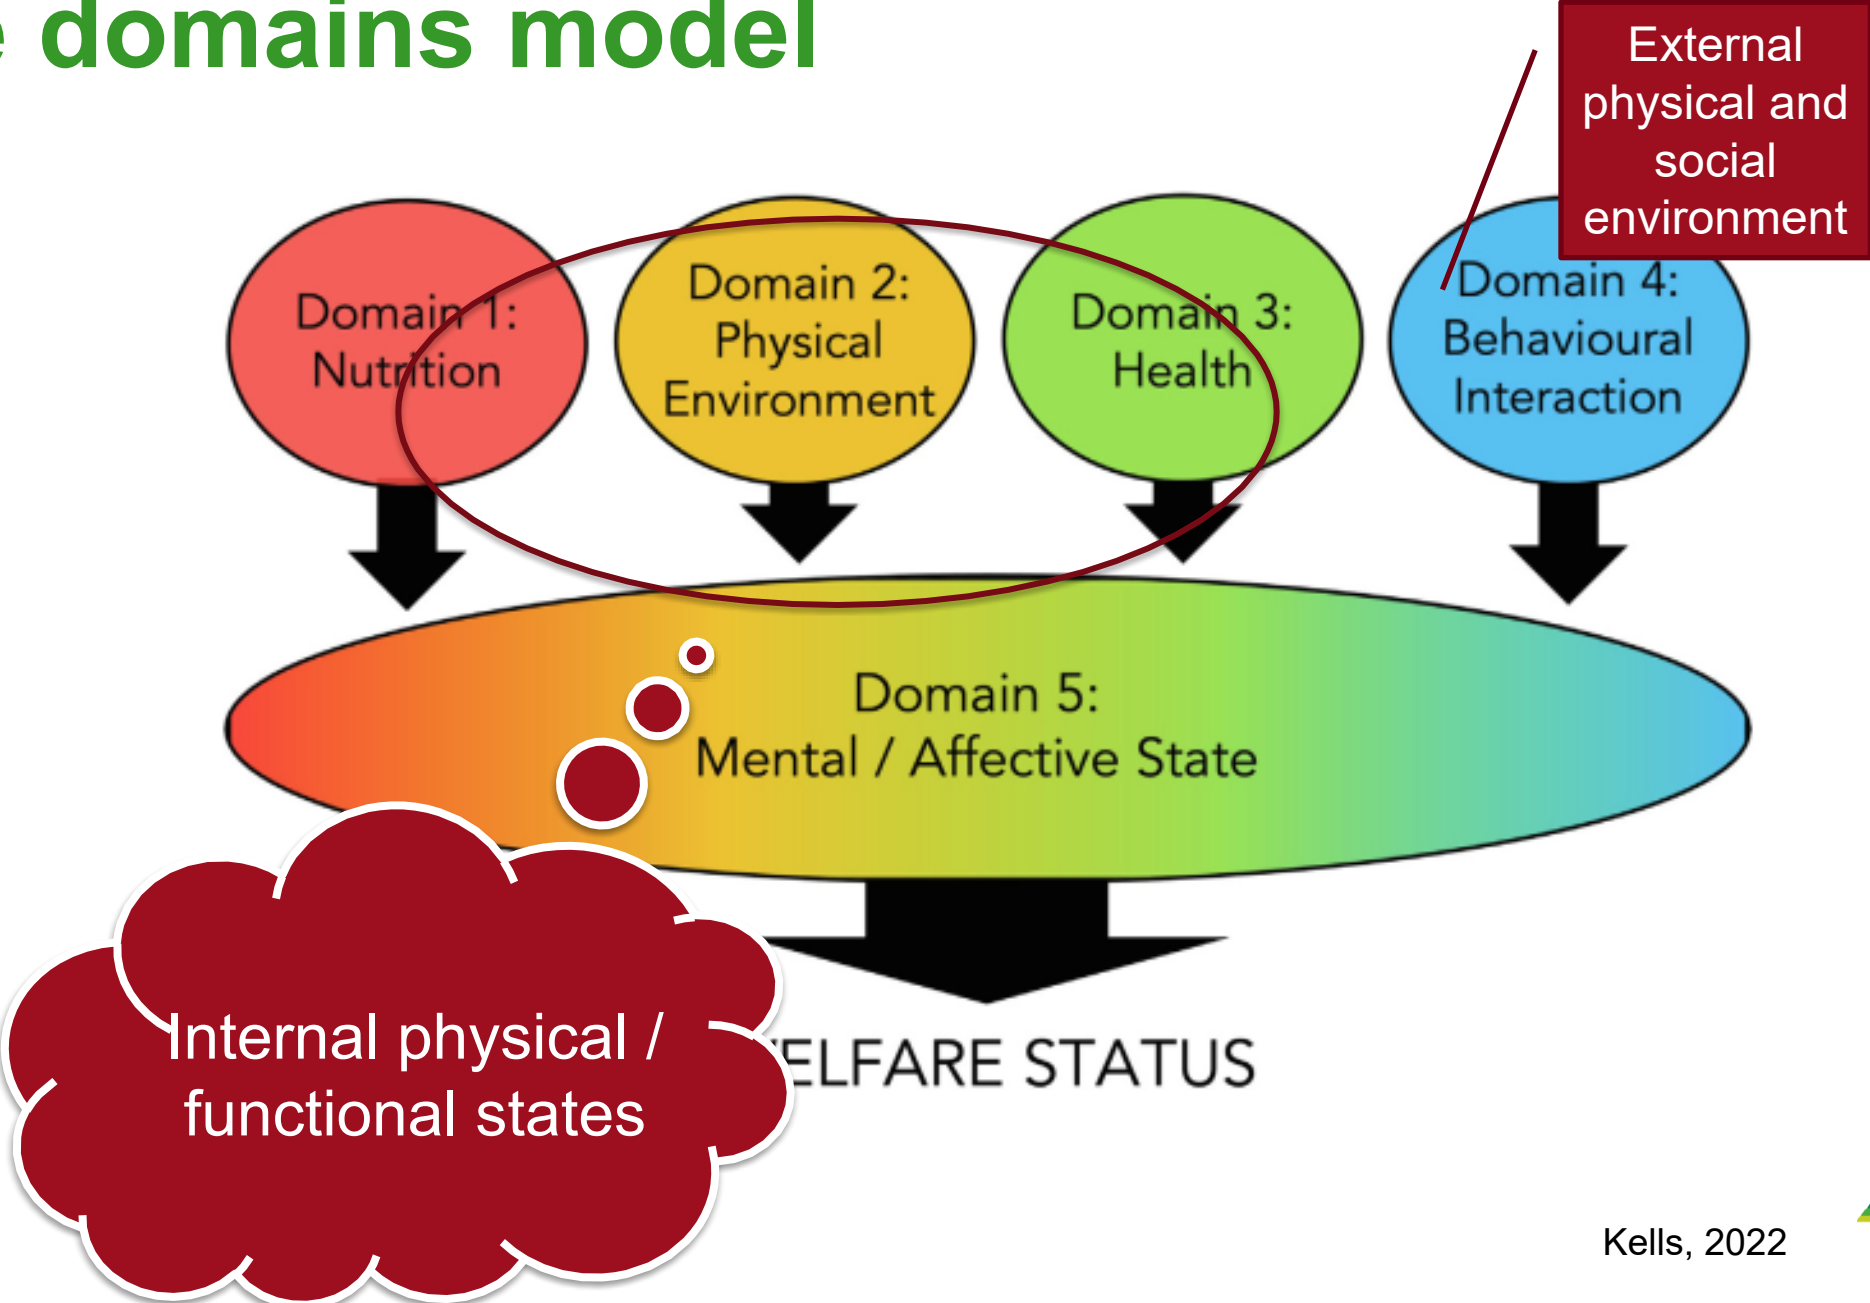 domains model
External
physical and
social
environment
Domain 1:
Nutrition
Domain 2:
Physical
Environment
Domain 3:
Health
Domain 4:
Behavioural
Interaction
Domain 5:
Mental / Affective State
Internal physical /
functional states
ELFARE STATUS
Kells, 2022